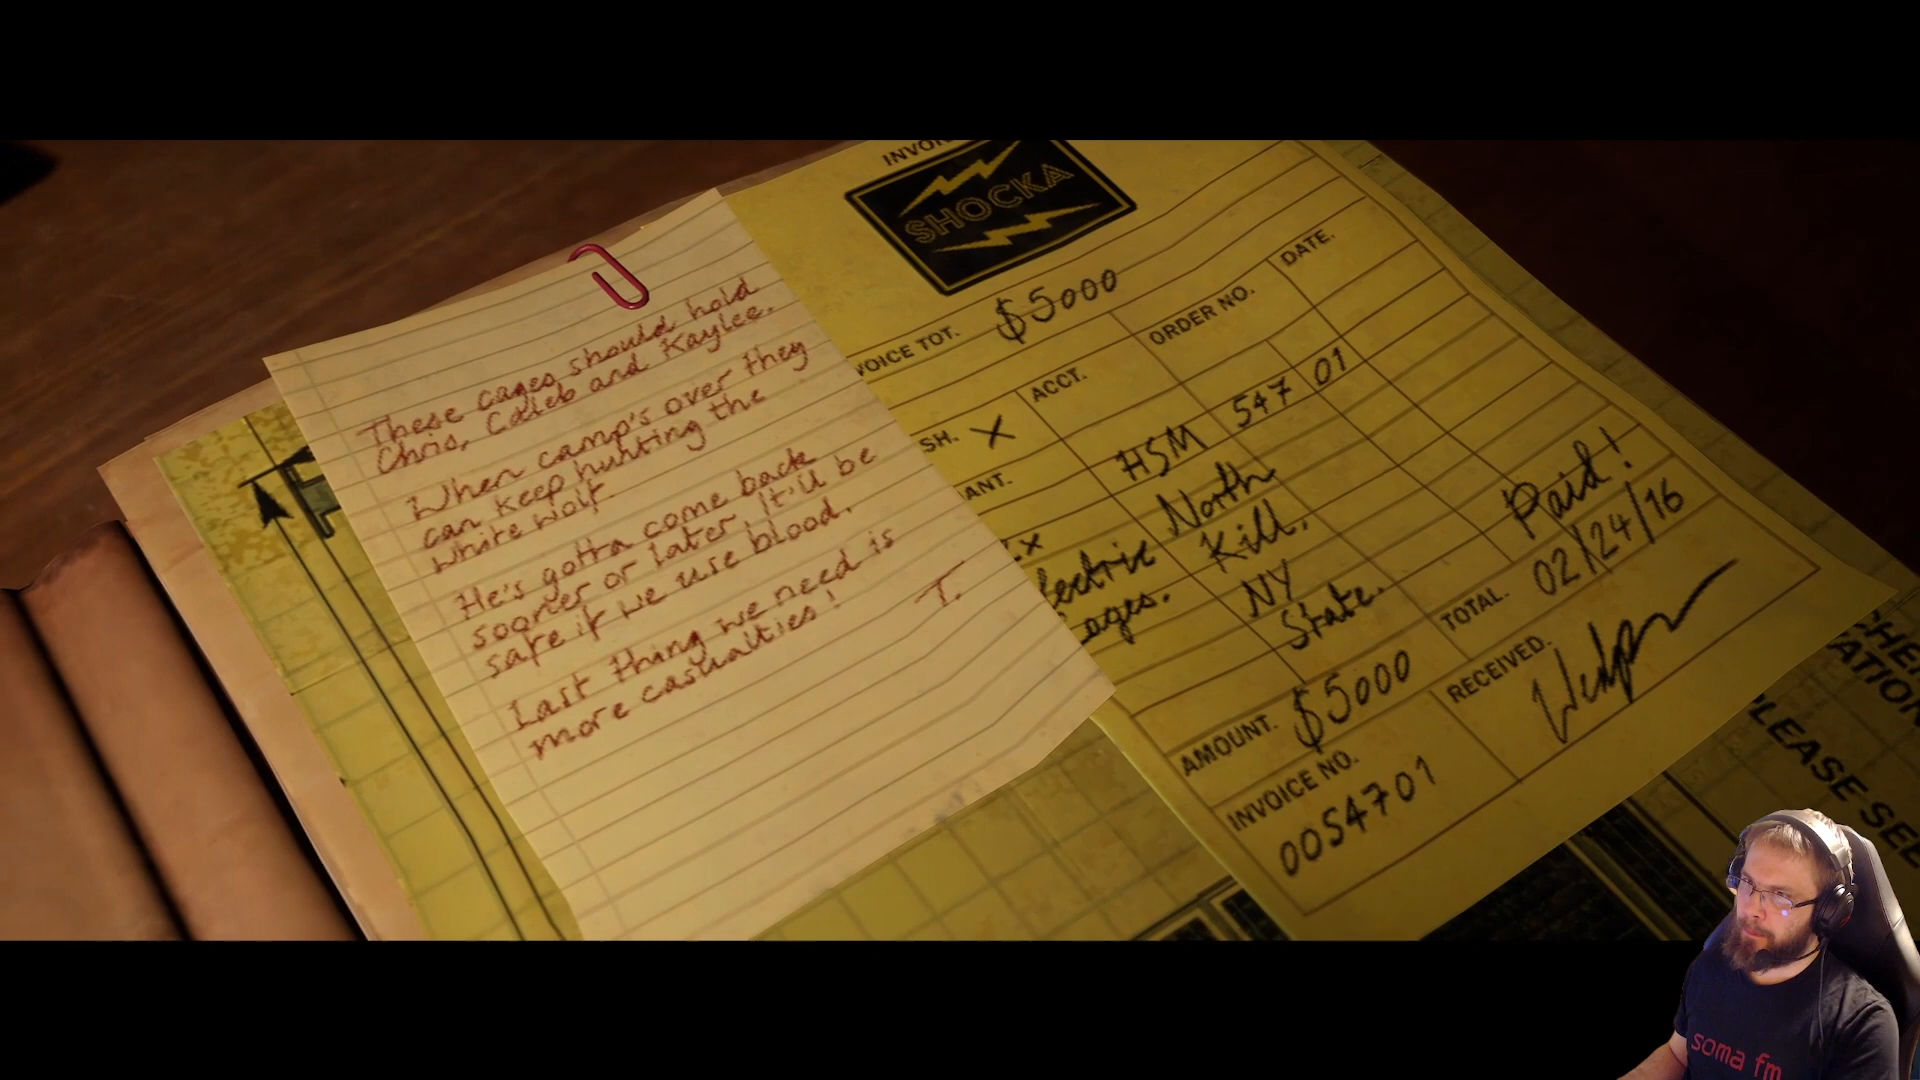 These cages should hold
Chris, Caleb and Kaylee.
When camp's over they
can keep hunting the
white wolf.
He's gotta come back
sooner or later, it'll be
safe if we use blood.
Last thing we need is
more casualties!
T.
INVOI
SHOCKA
VOICE TOT. $5000
SH. X
ACCT.
ORDER NO.
DATE.
ANT.
HSM 547 01
.x
lectric
ages.
North
Kill,
NY
State.
Paid!
AMOUNT. $5000
TOTAL. 02/24/16
INVOICE NO.
0054701
RECEIVED.
LEASE SEE
soma fm